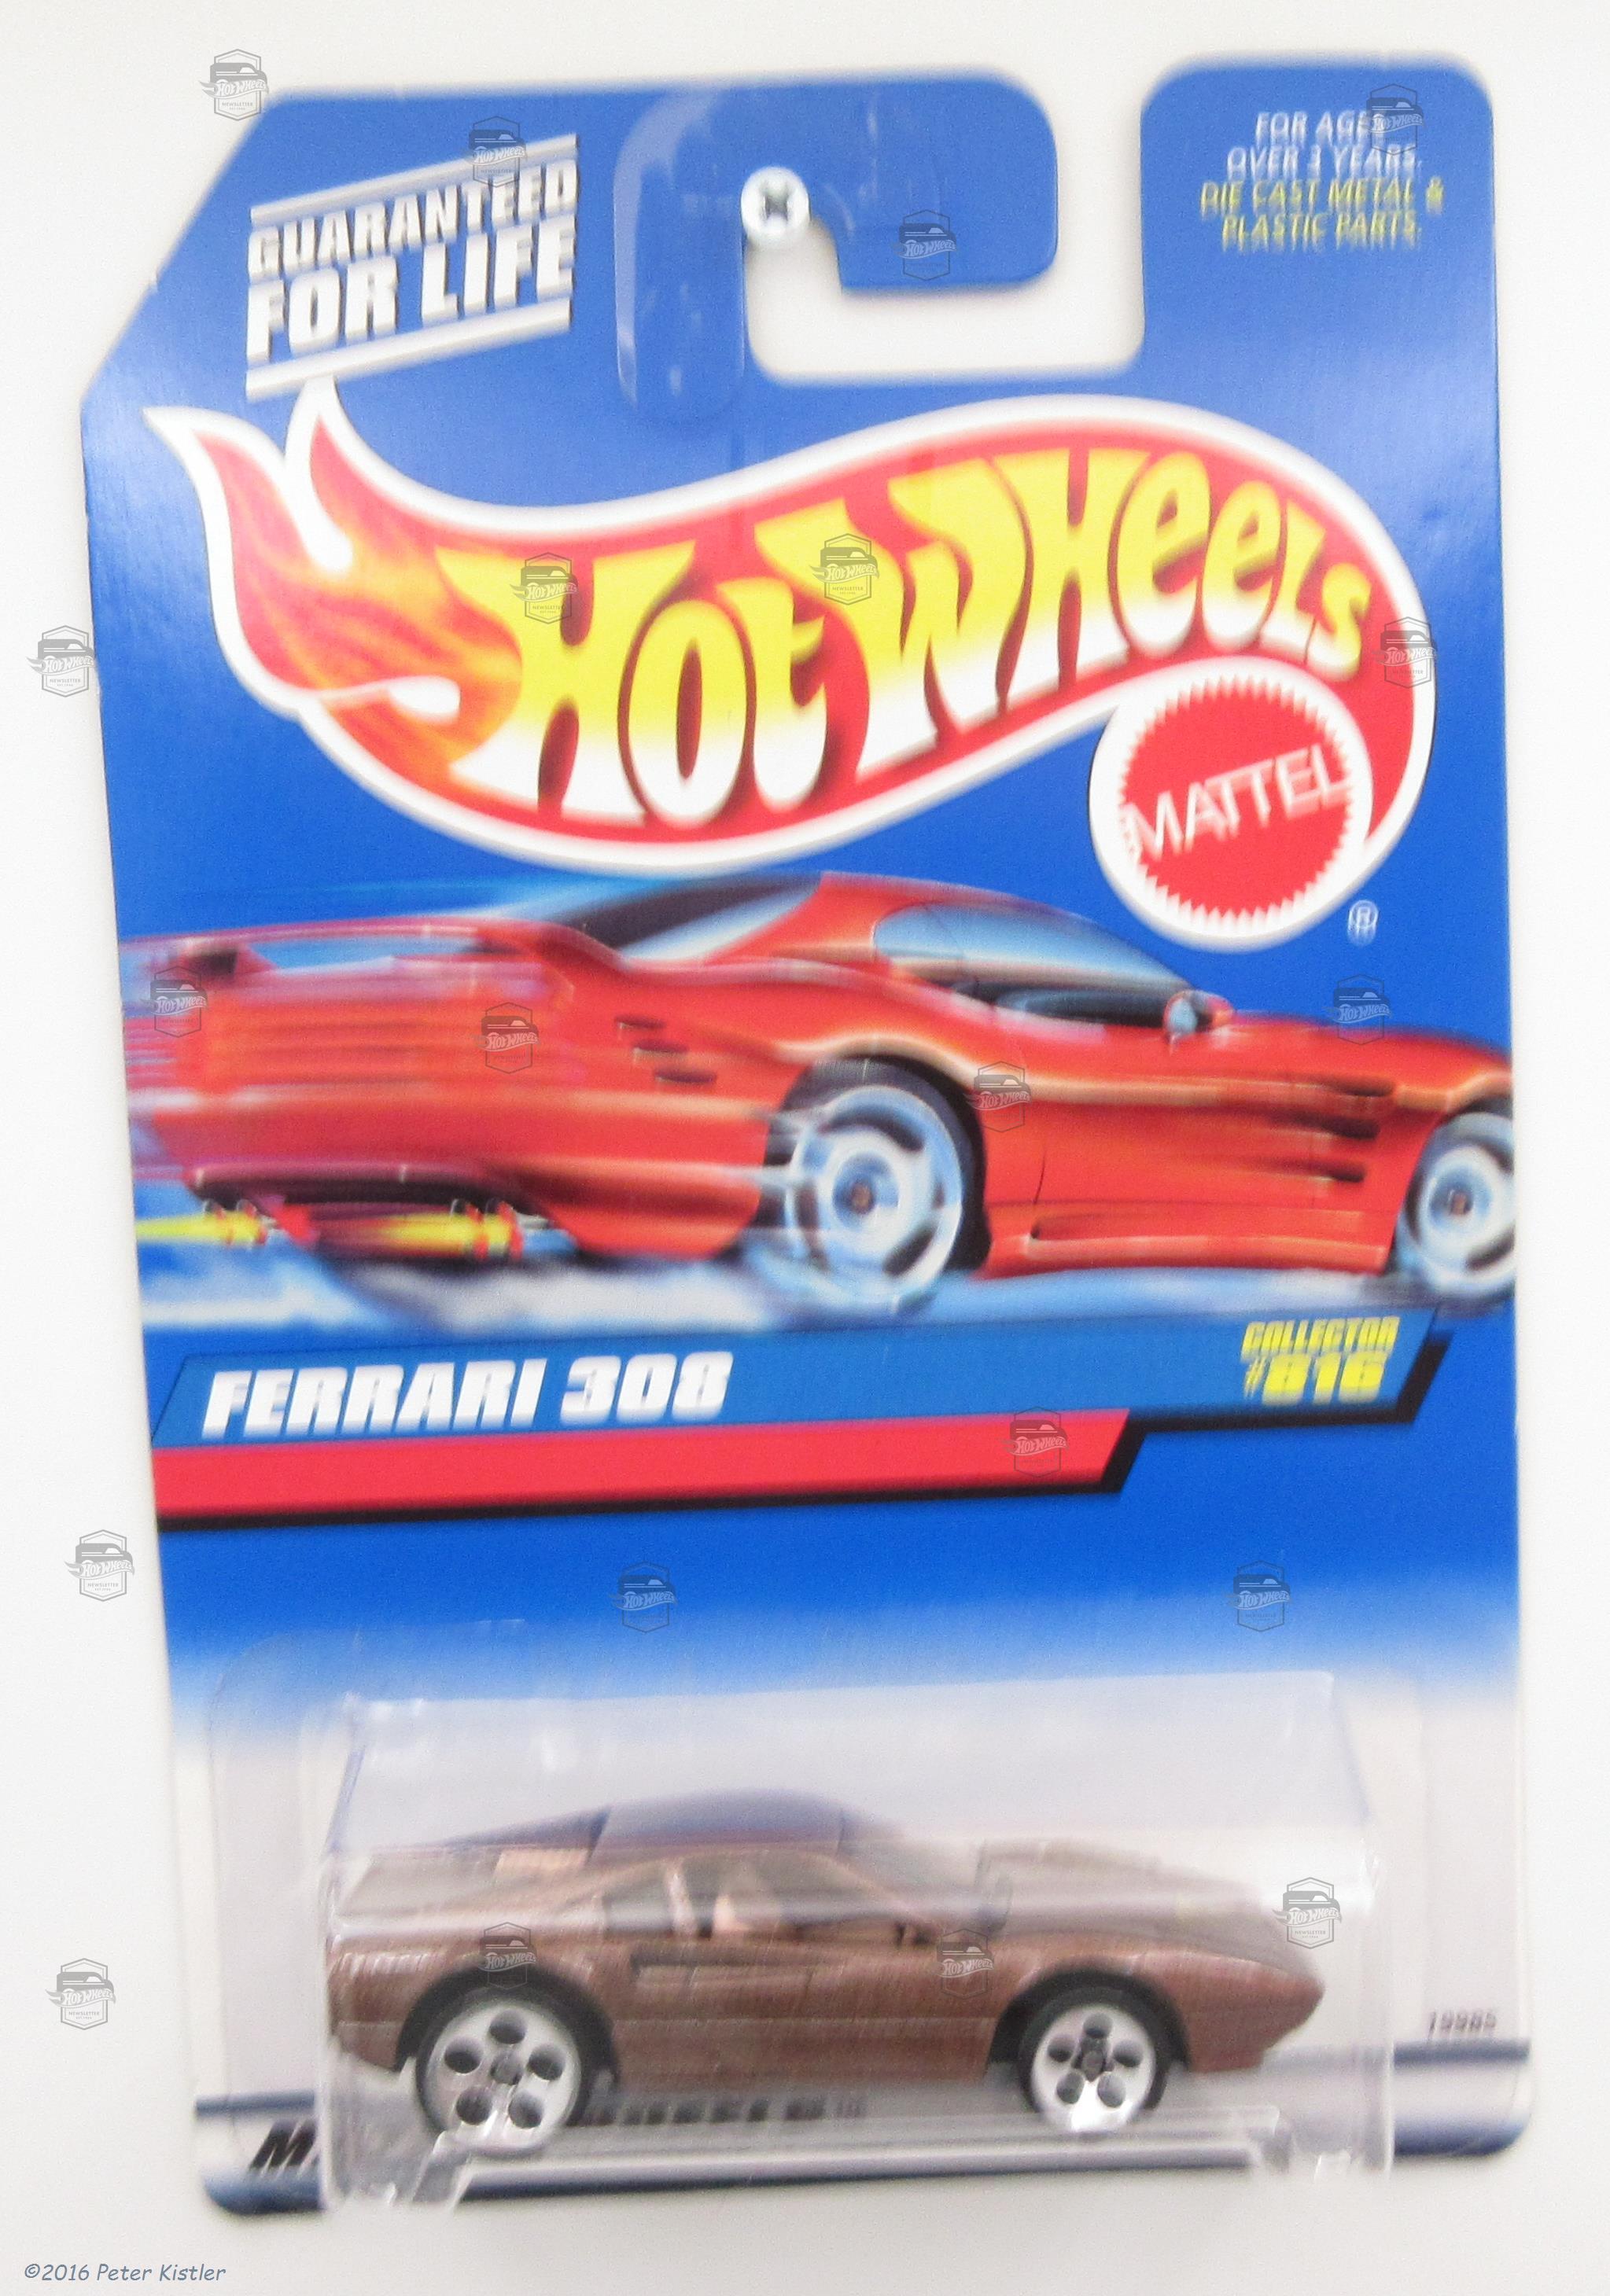 GUARANTEED
FOR LIFE
FOR AGES
OVER 3 YEARS.
DIE CAST METAL &
PLASTIC PARTS.
HOT WHEELS
MATTEL
®
FERRARI 308
COLLECTOR
#816
19985
©2016 Peter Kistler